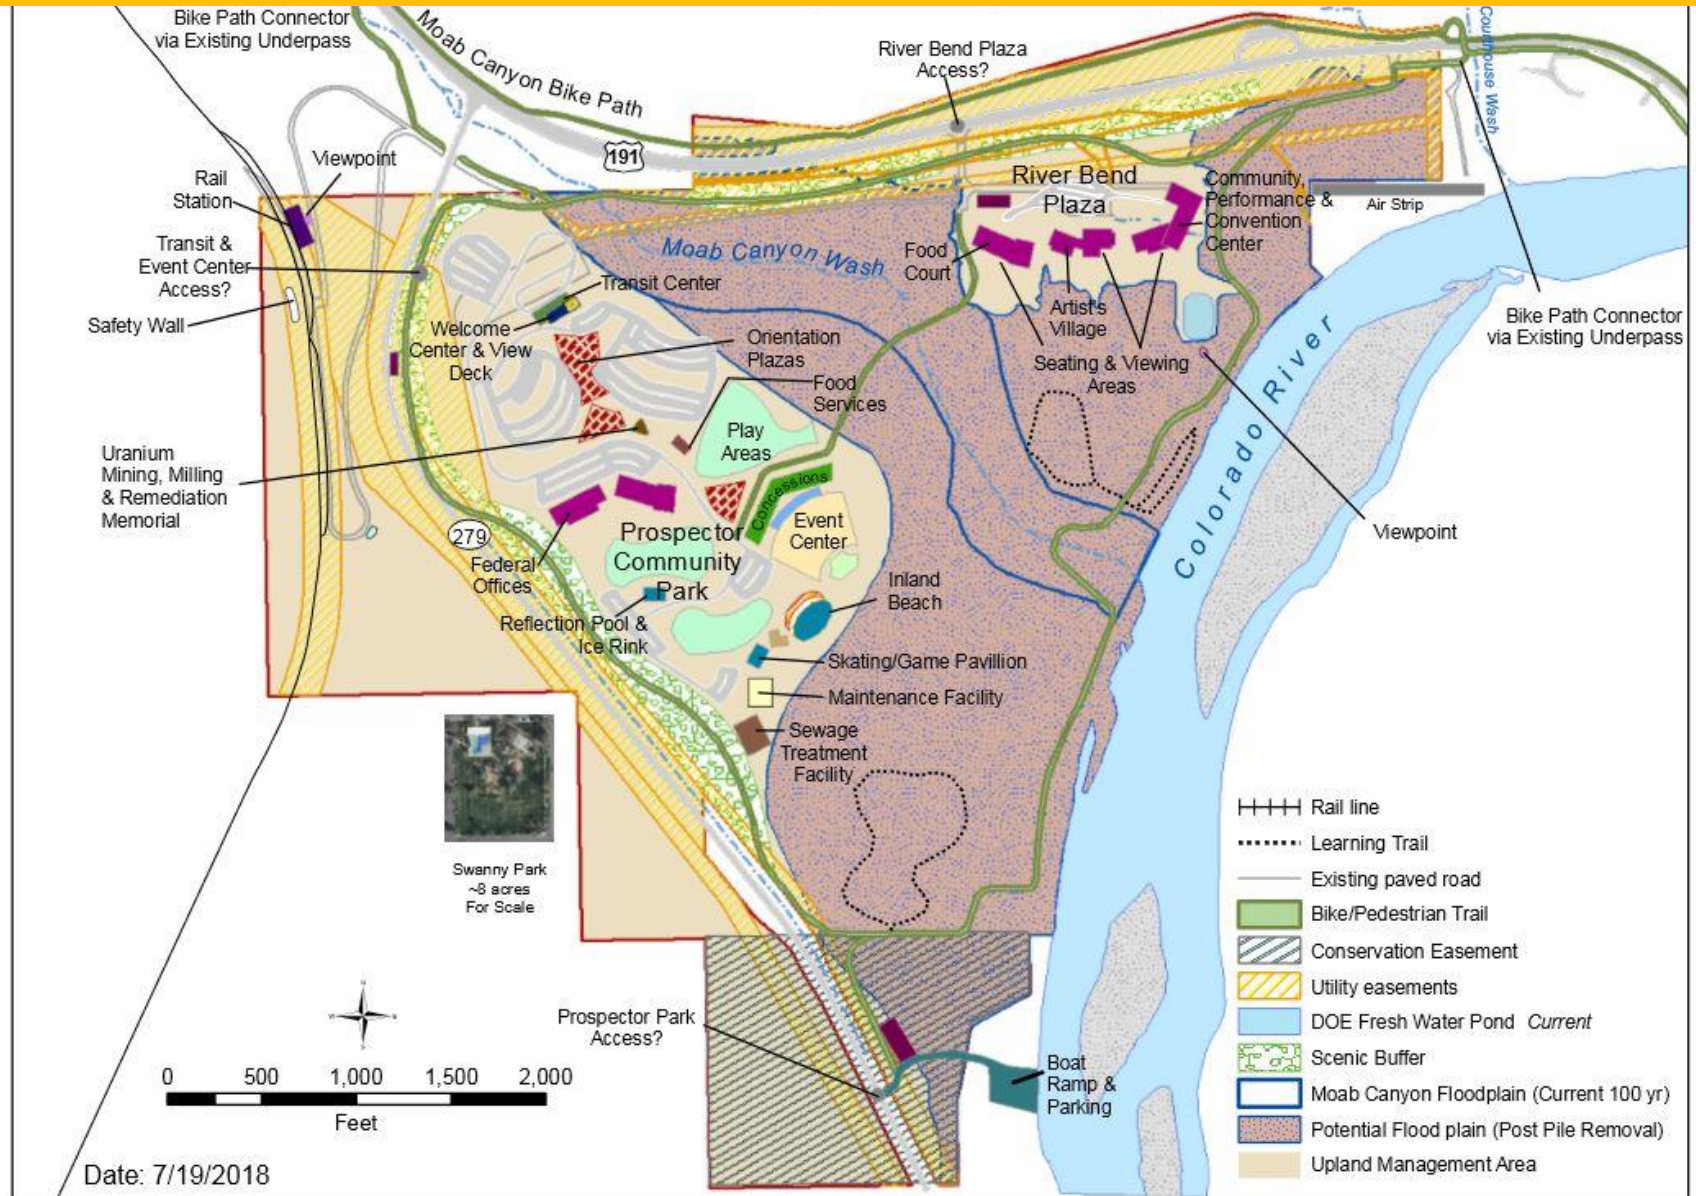 Bike Path Connector
via Existing Underpass
Moab Canyon Bike Path
River Bend Plaza
Access?
Courthouse Wash
191
Viewpoint
Rail
Station
Transit &
Event Center
Access?
Safety Wall
River Bend
Plaza
Community,
Performance &
Convention
Center
Air Strip
Moab Canyon Wash
Food
Court
Artist's
Village
Seating & Viewing
Areas
Bike Path Connector
via Existing Underpass
Transit Center
Welcome
Center & View
Deck
Orientation
Plazas
Food
Services
Play
Areas
Uranium
Mining, Milling
& Remediation
Memorial
Concessions
Event
Center
Colorado River
Viewpoint
279
Federal
Offices
Prospector
Community
Park
Inland
Beach
Reflection Pool &
Ice Rink
Skating/Game Pavillion
Maintenance Facility
Sewage
Treatment
Facility
Swanny Park
~8 acres
For Scale
Prospector Park
Access?
Boat
Ramp &
Parking
Rail line
Learning Trail
Existing paved road
Bike/Pedestrian Trail
Conservation Easement
Utility easements
DOE Fresh Water Pond Current
Scenic Buffer
Moab Canyon Floodplain (Current 100 yr)
Potential Flood plain (Post Pile Removal)
Upland Management Area
0 500 1,000 1,500 2,000
Feet
Date: 7/19/2018